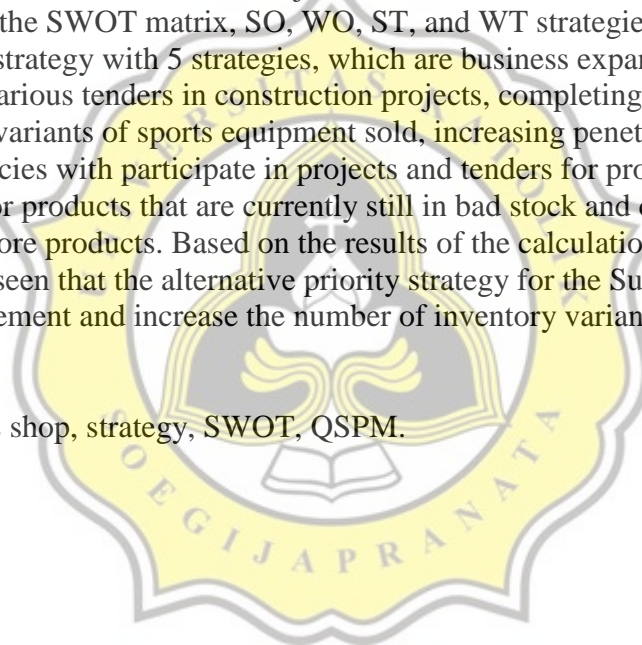 the SWOT matrix, SO, WO, ST, and WT strategie
strategy with 5 strategies, which are business expan
arious tenders in construction projects, completing
variants of sports equipment sold, increasing penet
cies with participate in projects and tenders for pro
or products that are currently still in bad stock and
ore products. Based on the results of the calculatio
seen that the alternative priority strategy for the Su
ement and increase the number of inventory varian
shop, strategy, SWOT, QSPM.
UNIVERSITAS KATOLIK
SOEGIJAPRANATA